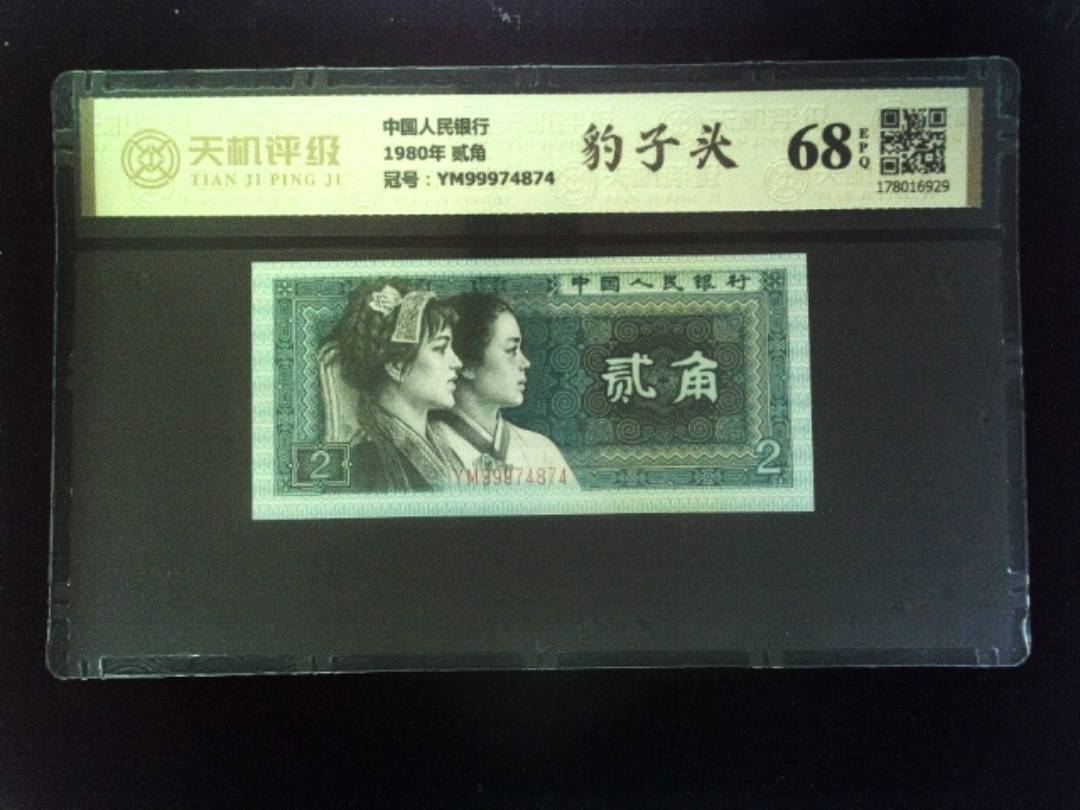 天机评级
TIAN JI PING JI
中国人民银行
1980年 贰角
冠号：YM99974874
豹子头
68
EPQ
178016929
中国人民银行
贰角
2
2
YM99974874